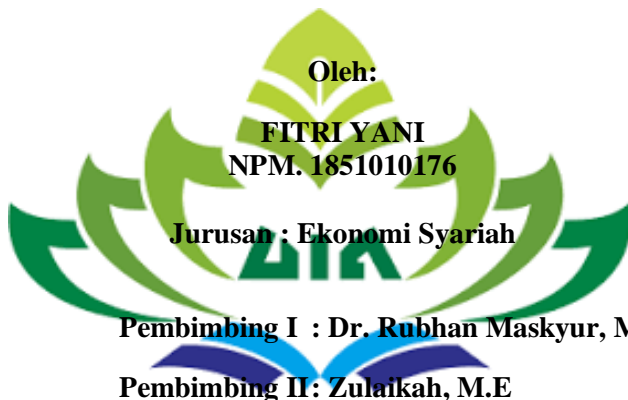 Oleh:
FITRI YANI
NPM. 1851010176
Jurusan : Ekonomi Syariah
Pembimbing I : Dr. Rubhan Maskyur, M
Pembimbing II: Zulaikah, M.E